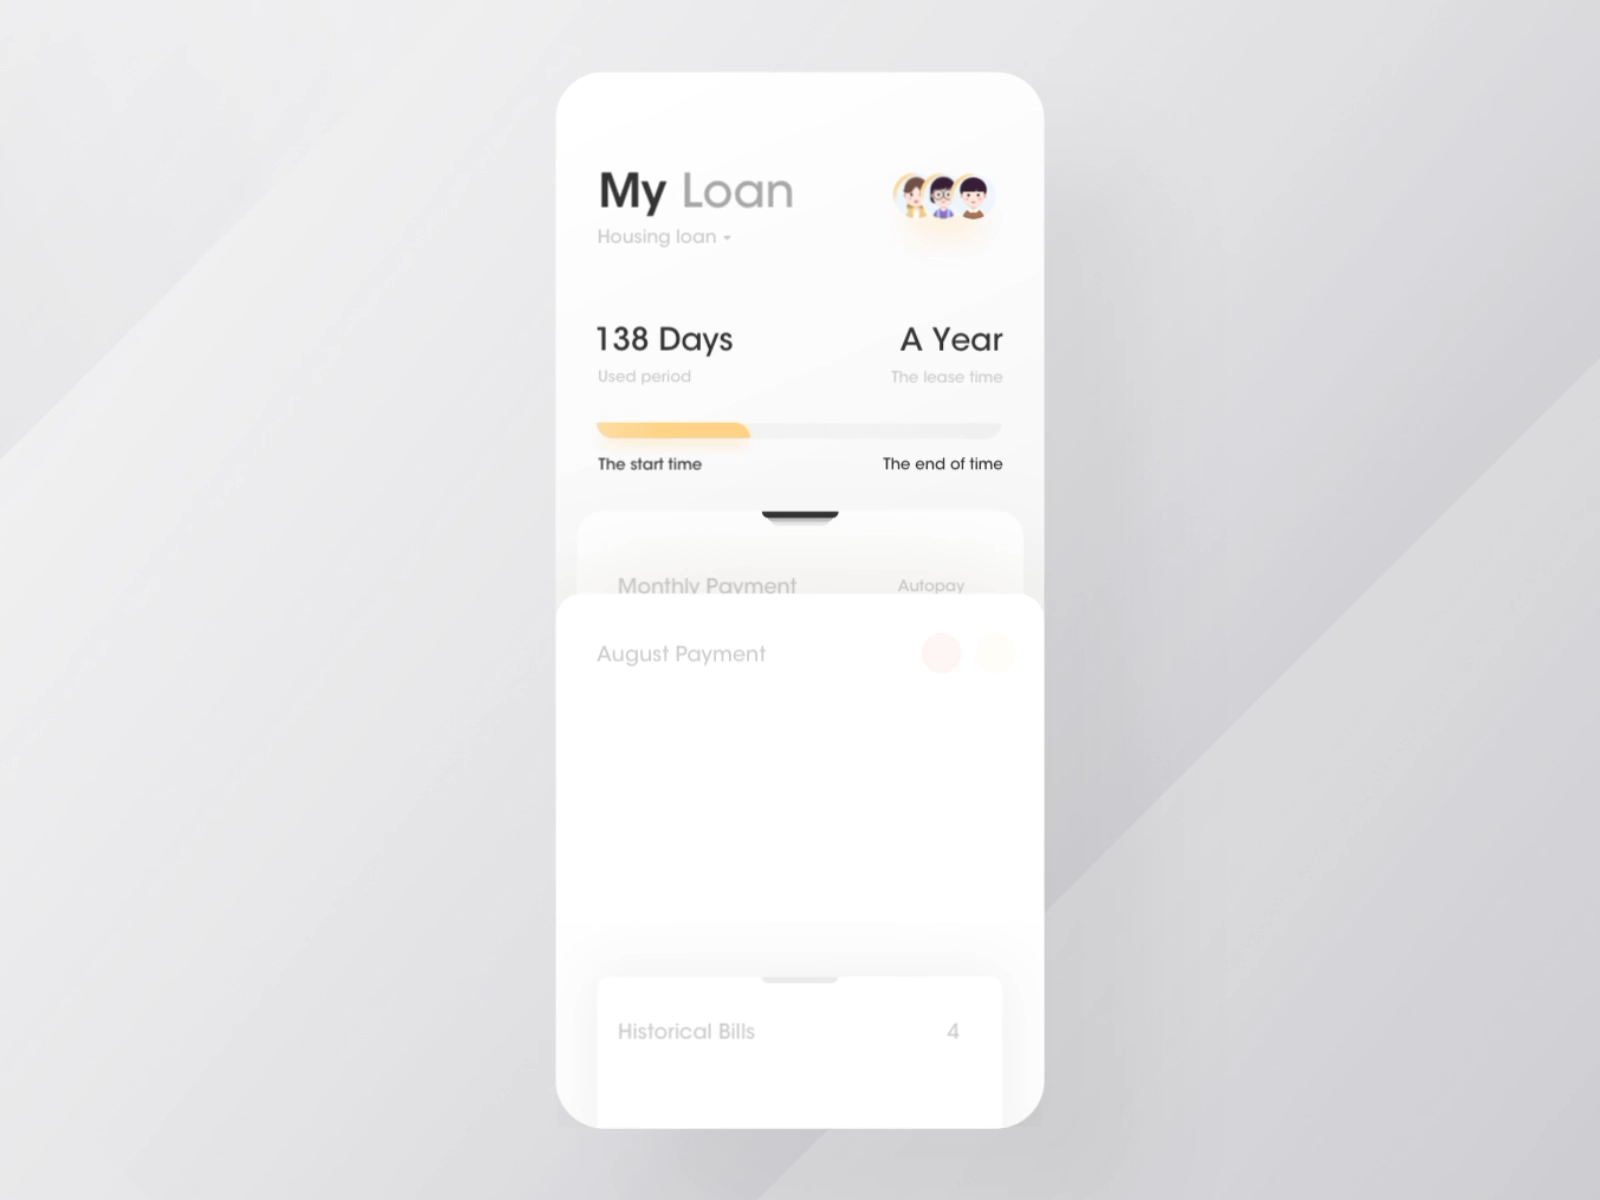 My Loan
Housing loan
138 Days
A Year
Used period
The lease time
The start time
The end of time
Monthly Payment
Autopay
August Payment
Historical Bills
4